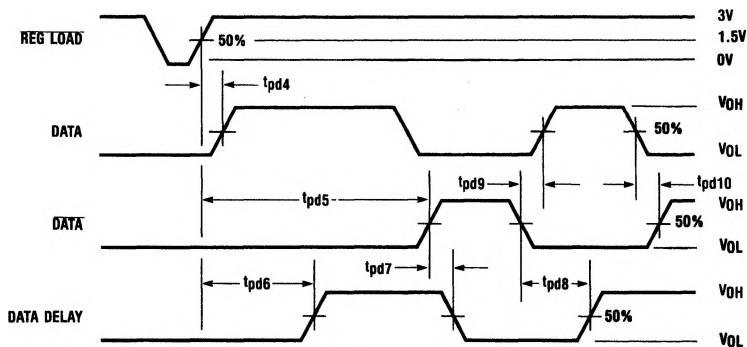 3V
REG LOAD 50% 1.5V
0V
tpd4
VOH
DATA 50%
VOL
tpd9 tpd10
tpd5 VOH
DATA 50%
tpd7 VOL
tpd6 tpd8
VOH
DATA DELAY 50%
VOL